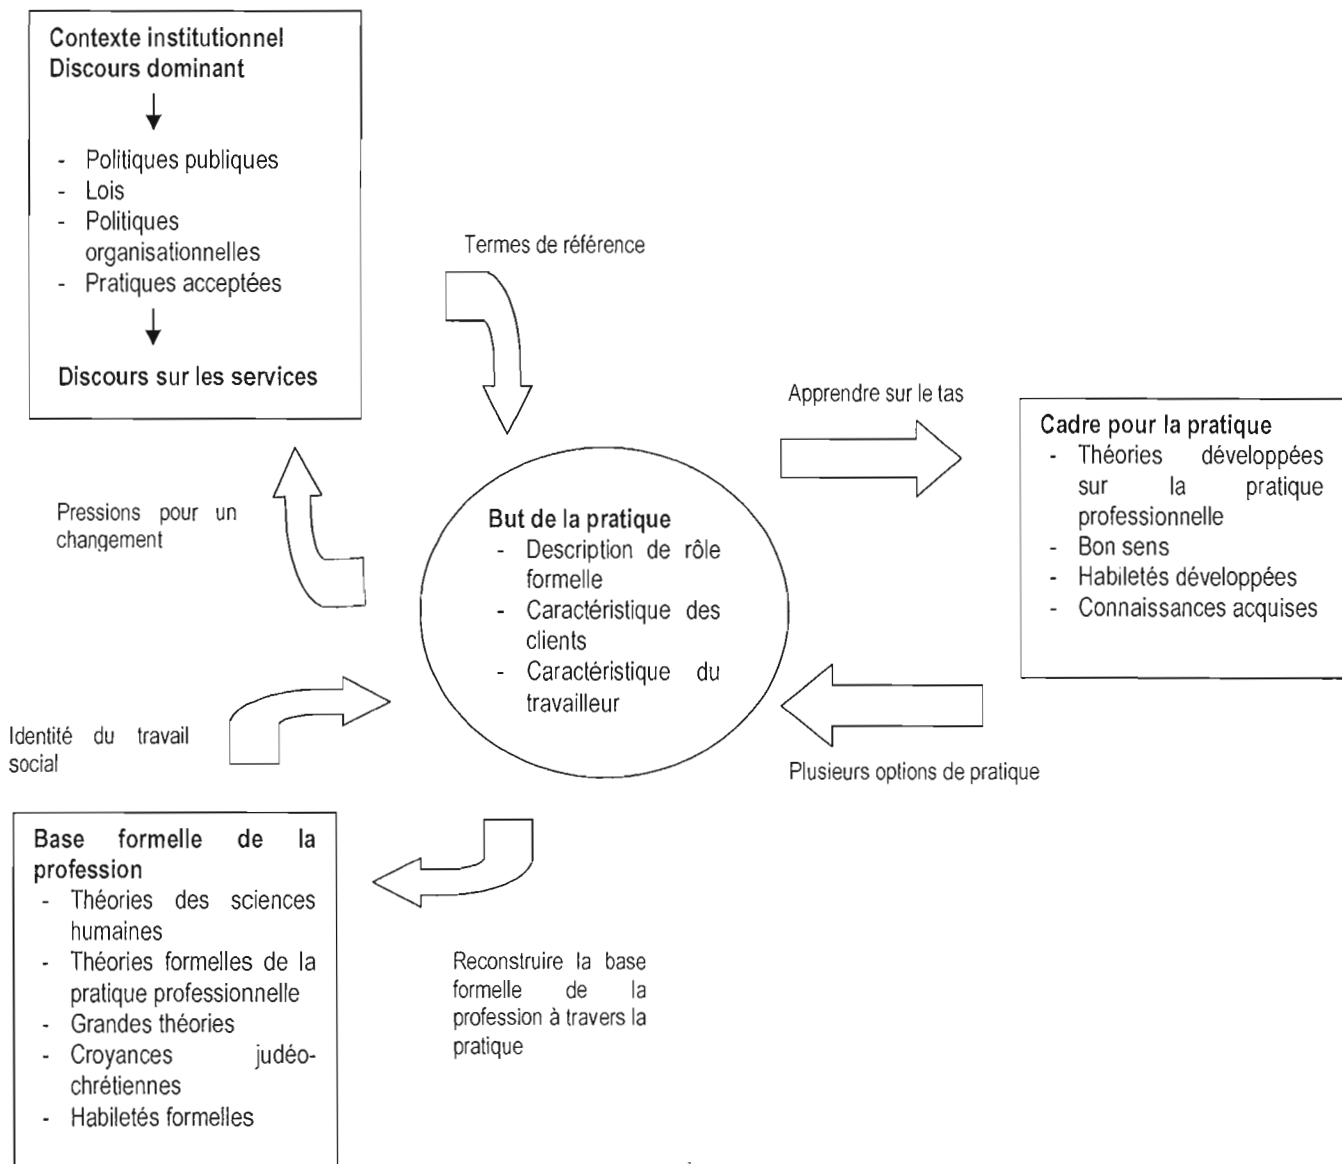 Contexte institutionnel
Discours dominant
- Politiques publiques
- Lois
- Politiques
organisationnelles
- Pratiques acceptées
Discours sur les services
Termes de référence
Pressions pour un
changement
Apprendre sur le tas
Cadre pour la pratique
- Théories développées
sur la pratique
professionnelle
- Bon sens
- Habiletés développées
- Connaissances acquises
But de la pratique
- Description de rôle
formelle
- Caractéristique des
clients
- Caractéristique du
travailleur
Identité du travail
social
Plusieurs options de pratique
Base formelle de la
profession
- Théories des sciences
humaines
- Théories formelles de la
pratique professionnelle
- Grandes théories
- Croyances judéo-
chrétiennes
- Habiletés formelles
Reconstruire la base
formelle de la
profession à travers la
pratique